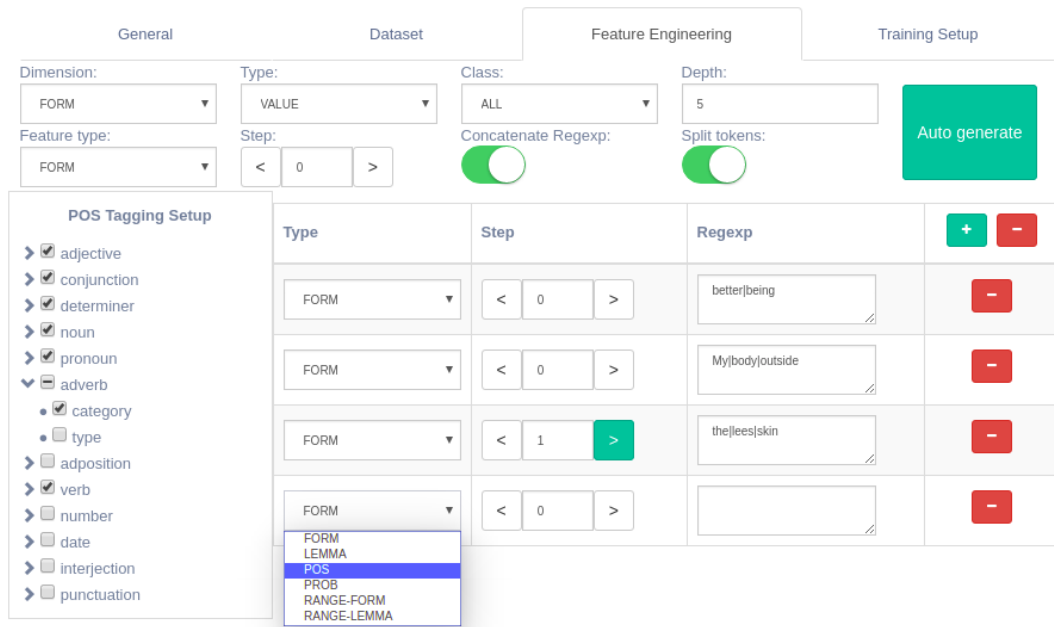 General Dataset Feature Engineering Training Setup
Dimension: Type: Class: Depth:
FORM VALUE ALL 5
Auto generate
Feature type: Step: Concatenate Regexp: Split tokens:
FORM < 0 >
POS Tagging Setup
adjective
conjunction
determiner
noun
pronoun
adverb
category
type
adposition
verb
number
date
interjection
punctuation
Type Step Regexp + −
FORM < 0 > better|being −
FORM < 0 > My|body|outside −
FORM < 1 > the|lees|skin −
FORM < 0 > −
FORM
LEMMA
POS
PROB
RANGE-FORM
RANGE-LEMMA